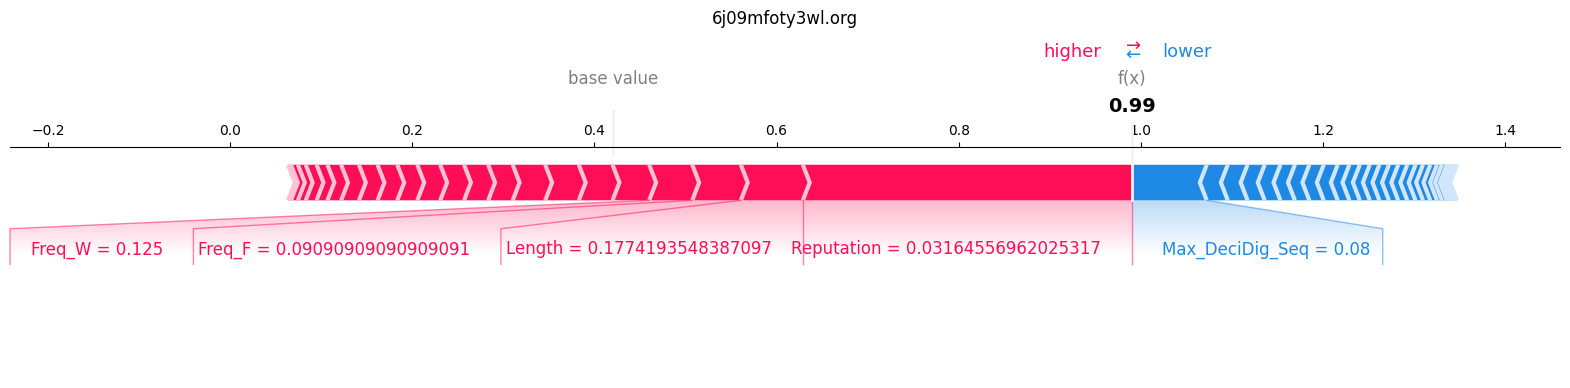 6j09mfoty3wl.org
higher ⇄ lower
base value f(x)
0.99
−0.2 0.0 0.2 0.4 0.6 0.8 1.0 1.2 1.4
Freq_W = 0.125 Freq_F = 0.09090909090909091 Length = 0.1774193548387097 Reputation = 0.03164556962025317 Max_DeciDig_Seq = 0.08